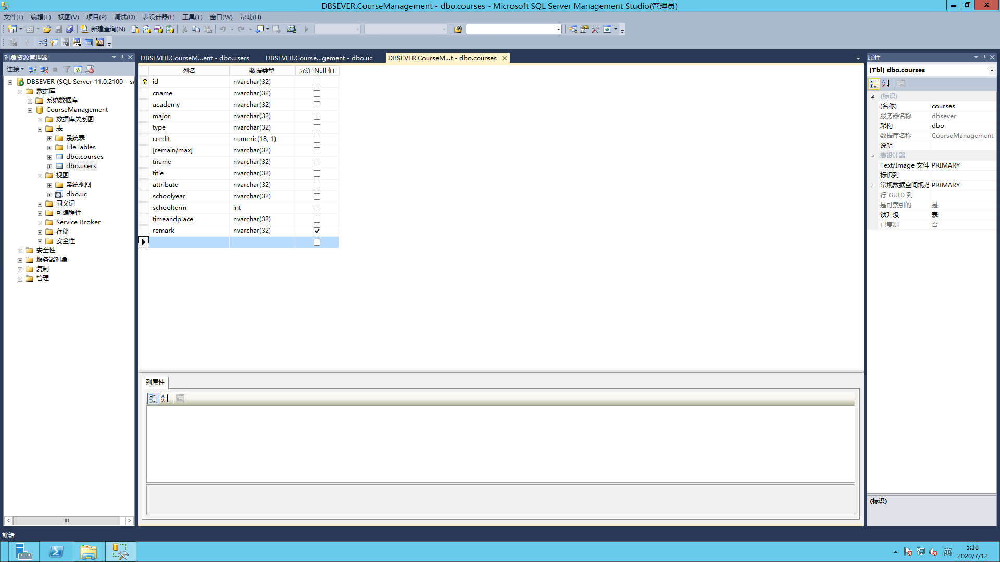 DBSEVER.CourseManagement - dbo.courses - Microsoft SQL Server Management Studio(管理员)
文件(F) 编辑(E) 视图(V) 项目(P) 调试(D) 表设计器(L) 工具(T) 窗口(W) 帮助(H)
新建查询(N)
对象资源管理器
连接
DBSEVER (SQL Server 11.0.2100 - sa
数据库
系统数据库
CourseManagement
数据库关系图
表
系统表
FileTables
dbo.courses
dbo.users
视图
系统视图
dbo.uc
同义词
可编程性
Service Broker
存储
安全性
安全性
服务器对象
复制
管理
DBSEVER.CourseM...ent - dbo.users DBSEVER.Course...gement - dbo.uc DBSEVER.CourseM...t - dbo.courses
列名 数据类型 允许 Null 值
id nvarchar(32)
cname nvarchar(32)
academy nvarchar(32)
major nvarchar(32)
type nvarchar(32)
credit numeric(18, 1)
[remain/max] nvarchar(32)
tname nvarchar(32)
title nvarchar(32)
attribute nvarchar(32)
schoolyear nvarchar(32)
schoolterm int
timeandplace nvarchar(32)
remark nvarchar(32)
列属性
属性
[Tbl] dbo.courses
(标识)
(名称) courses
服务器名称 dbsever
架构 dbo
数据库名称 CourseManagement
说明
表设计器
Text/Image 文件 PRIMARY
标识列
常规数据空间规范 PRIMARY
行 GUID 列
是可索引的 是
锁升级 表
已复制 否
(标识)
就绪
英
5:38
2020/7/12